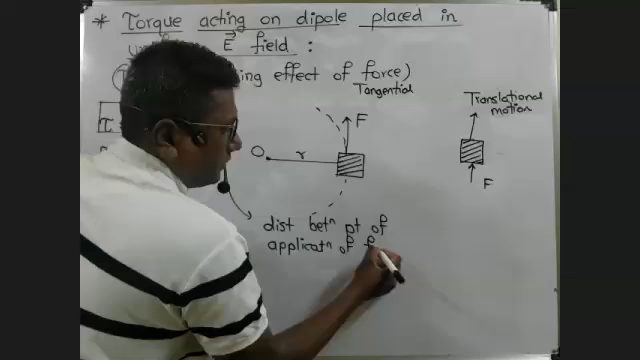 * Torque acting on dipole placed in
E⃗ field :
ing effect of force)
Tangential
F
O
r
τ
Translational
motion
F
dist betⁿ pt of
applicatⁿ of f